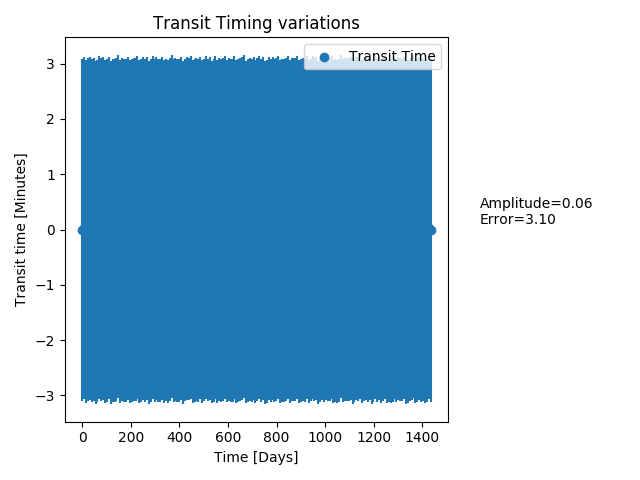 Transit Timing variations
Transit Time
3
2
1
0
−1
−2
−3
Transit time [Minutes]
0 200 400 600 800 1000 1200 1400
Time [Days]
Amplitude=0.06
Error=3.10